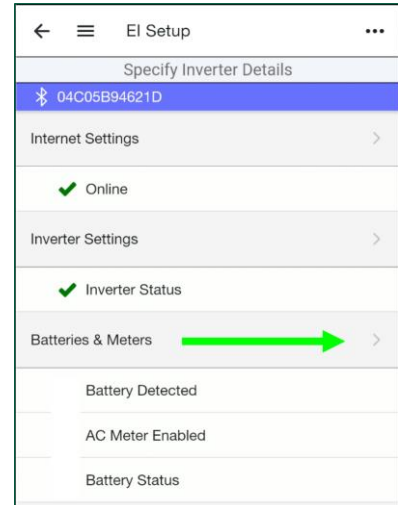 EI Setup
Specify Inverter Details
04C05B94621D
Internet Settings
Online
Inverter Settings
Inverter Status
Batteries & Meters
Battery Detected
AC Meter Enabled
Battery Status